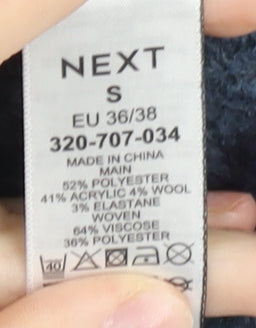 NEXT
S
EU 36/38
320-707-034
MADE IN CHINA
MAIN
52% POLYESTER
41% ACRYLIC 4% WOOL
3% ELASTANE
WOVEN
64% VISCOSE
36% POLYESTER
40